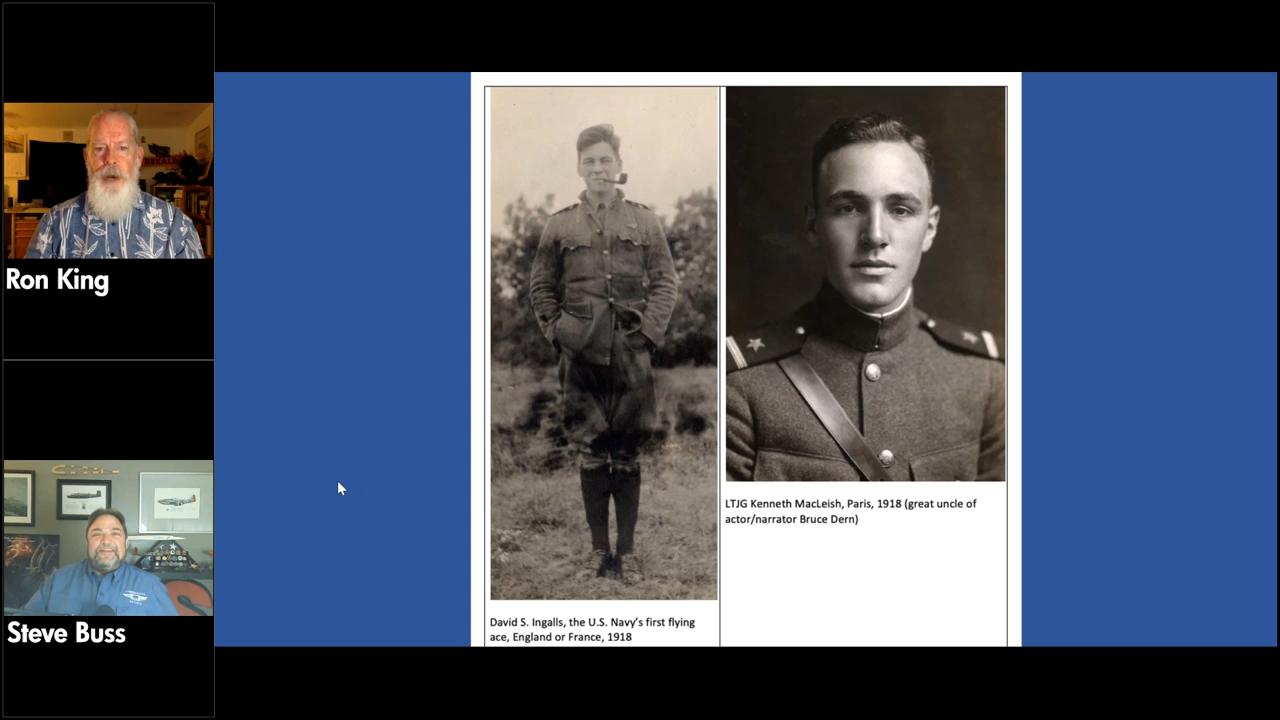 Ron King
Steve Buss
David S. Ingalls, the U.S. Navy's first flying
ace, England or France, 1918
LTJG Kenneth MacLeish, Paris, 1918 (great uncle of
actor/narrator Bruce Dern)